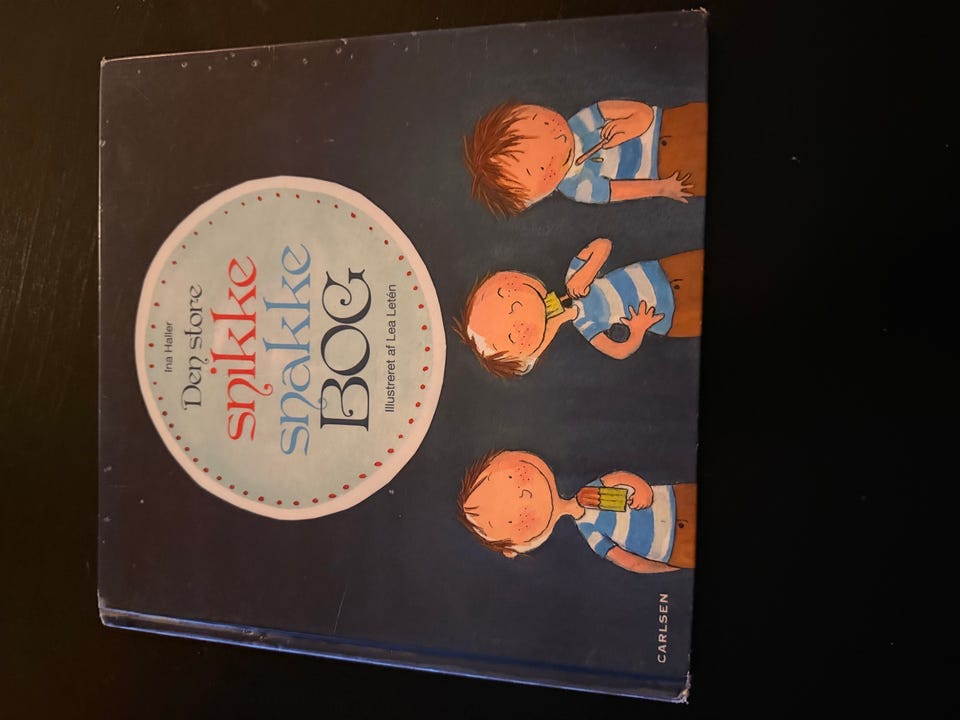 Ina Haller
Den store
snikke
snakke
BOG
Illustreret af Lea Letén
CARLSEN